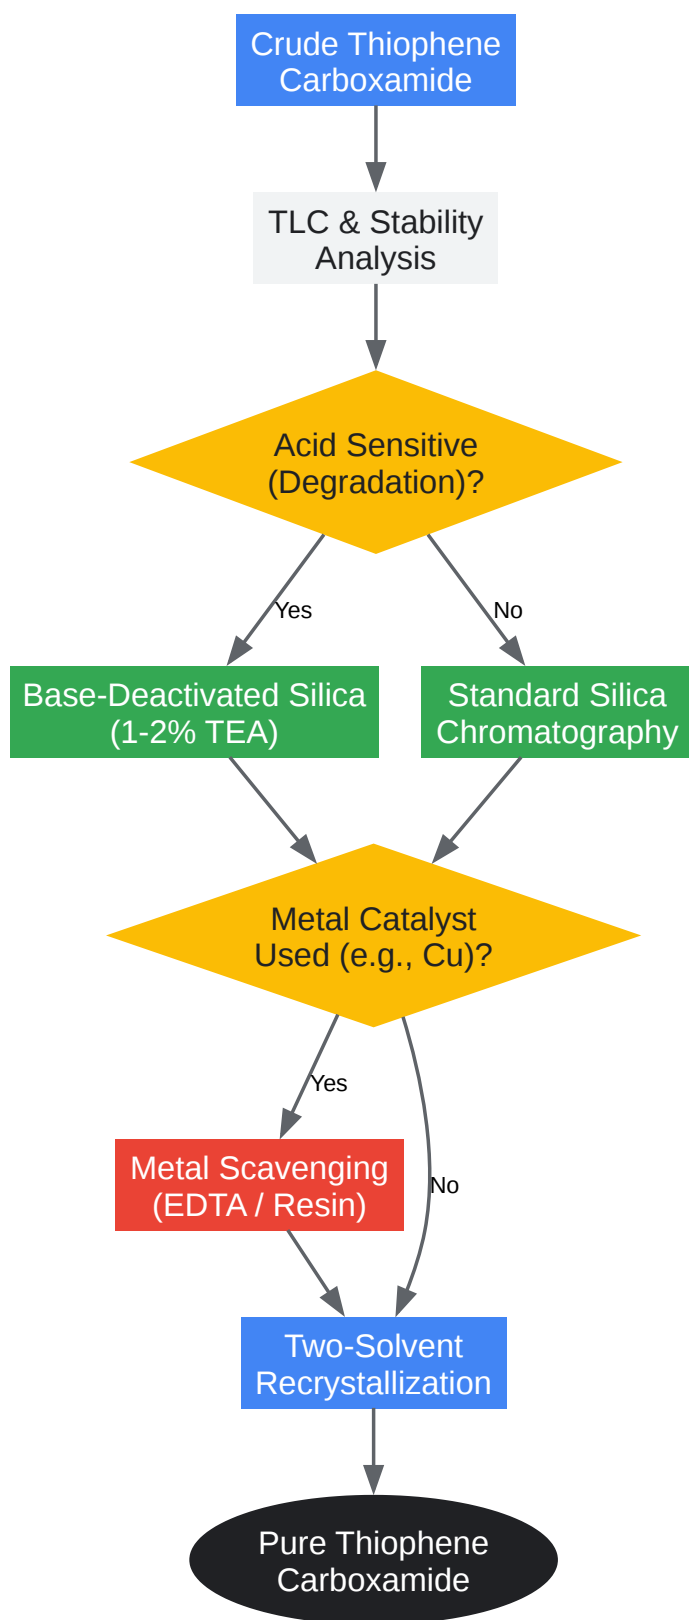 Crude Thiophene
Carboxamide
TLC & Stability
Analysis
Acid Sensitive
(Degradation)?
Yes
No
Base-Deactivated Silica
(1-2% TEA)
Standard Silica
Chromatography
Metal Catalyst
Used (e.g., Cu)?
Yes
Metal Scavenging
(EDTA / Resin)
No
Two-Solvent
Recrystallization
Pure Thiophene
Carboxamide